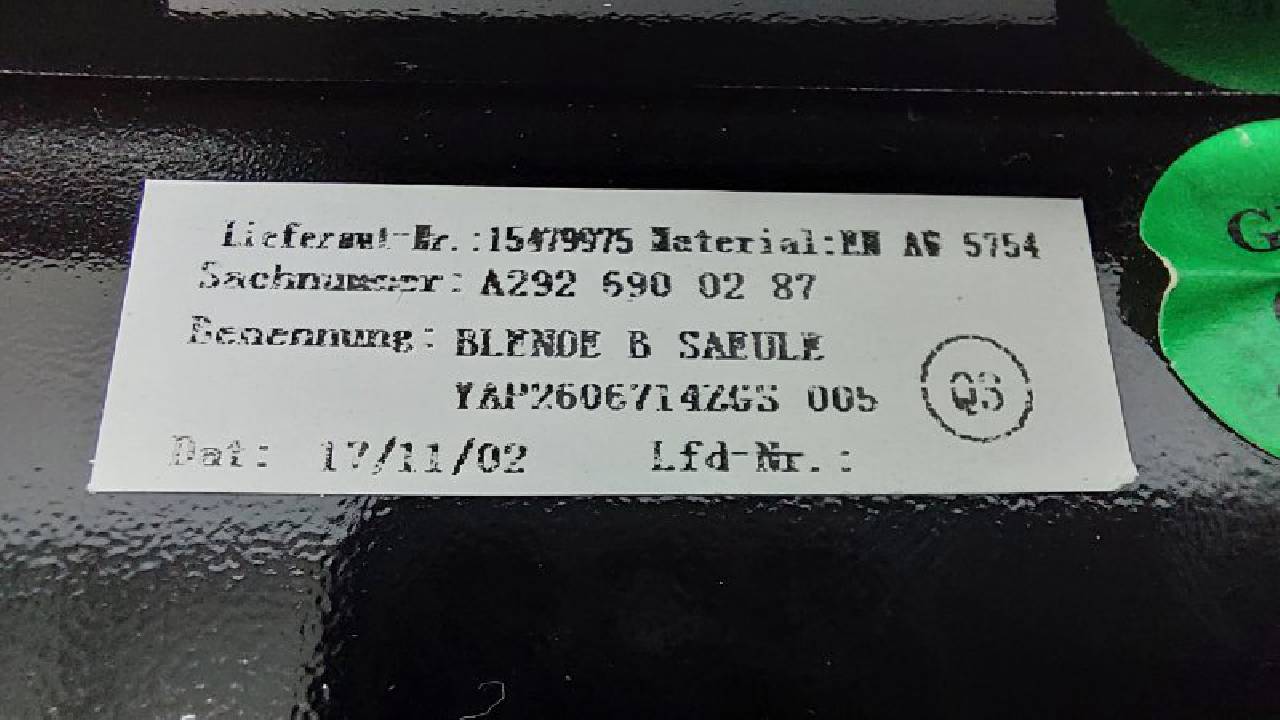 Lieferant-Nr.:15479975 Material:EN AW 5754
Sachnummer: A292 690 02 87
Benennung: BLENDE B SAEULE
YAP2606714ZGS 005
QS
Dat: 17/11/02 Lfd-Nr.: